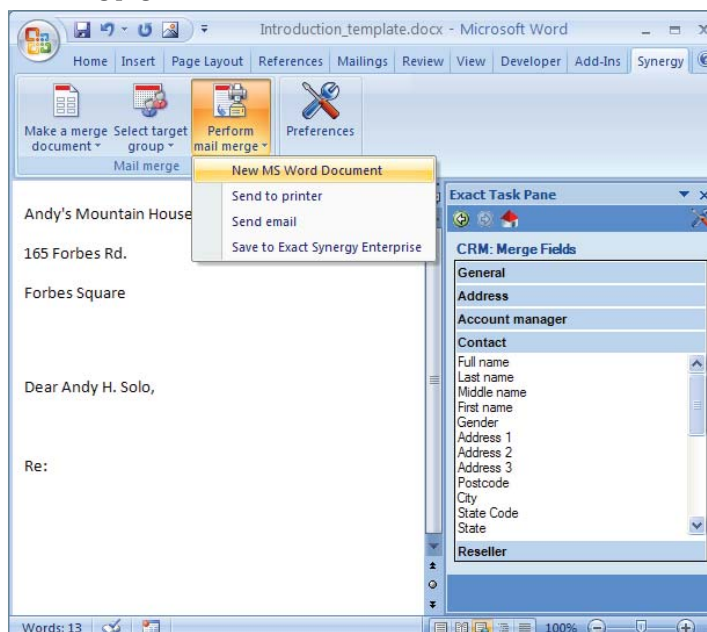 Introduction_template.docx - Microsoft Word
Home Insert Page Layout References Mailings Review View Developer Add-Ins Synergy
Make a merge document
Select target group
Perform mail merge
Preferences
Mail merge
New MS Word Document
Send to printer
Send email
Save to Exact Synergy Enterprise
Andy's Mountain House
165 Forbes Rd.
Forbes Square
Dear Andy H. Solo,
Re:
Exact Task Pane
CRM: Merge Fields
General
Address
Account manager
Contact
Full name
Last name
Middle name
First name
Gender
Address 1
Address 2
Address 3
Postcode
City
State Code
State
Reseller
Words: 13
100%